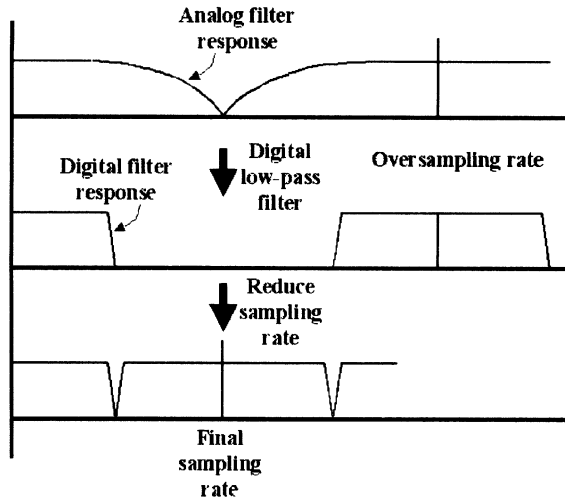 Analog filter
response
Digital filter
response
Digital
low-pass
filter
Oversampling rate
Reduce
sampling
rate
Final
sampling
rate